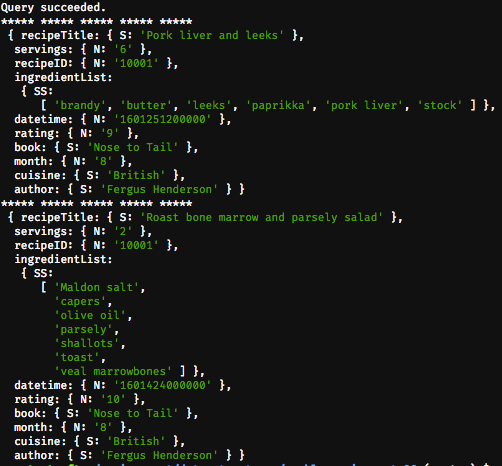 Query succeeded.
***** ***** ***** ***** *****
{ recipeTitle: { S: 'Pork liver and leeks' },
servings: { N: '6' },
recipeID: { N: '10001' },
ingredientList:
{ SS:
[ 'brandy', 'butter', 'leeks', 'paprikka', 'pork liver', 'stock' ] },
datetime: { N: '1601251200000' },
rating: { N: '9' },
book: { S: 'Nose to Tail' },
month: { N: '8' },
cuisine: { S: 'British' },
author: { S: 'Fergus Henderson' } }
***** ***** ***** ***** *****
{ recipeTitle: { S: 'Roast bone marrow and parsely salad' },
servings: { N: '2' },
recipeID: { N: '10001' },
ingredientList:
{ SS:
[ 'Maldon salt',
'capers',
'olive oil',
'parsely',
'shallots',
'toast',
'veal marrowbones' ] },
datetime: { N: '1601424000000' },
rating: { N: '10' },
book: { S: 'Nose to Tail' },
month: { N: '8' },
cuisine: { S: 'British' },
author: { S: 'Fergus Henderson' } }